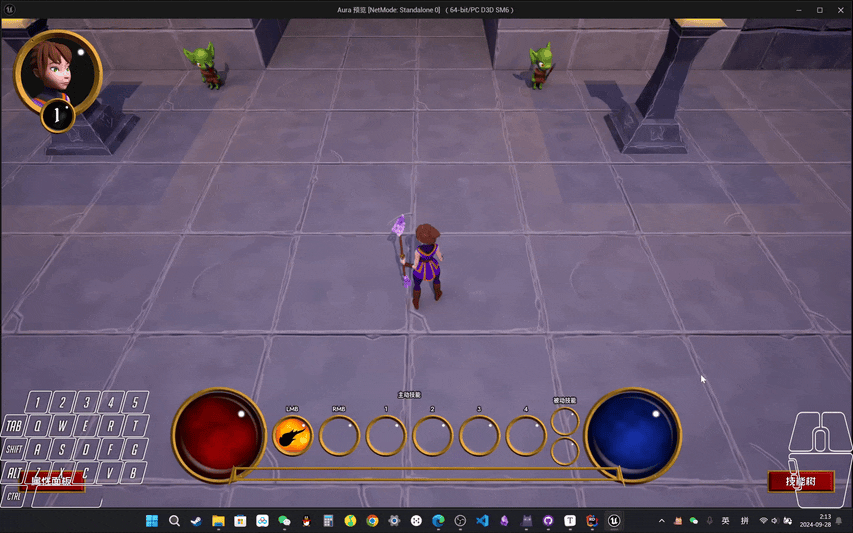 Aura 预览 [NetMode: Standalone 0] ( 64-bit/PC D3D SM6 )
1
主动技能
被动技能
LMB
RMB
1
2
3
4
1 2 3 4 5
TAB Q W E R T
SHIFT A S D F G
ALT Z X C V B
CTRL
属性面板
技能树
英
拼
2:13
2024-09-28